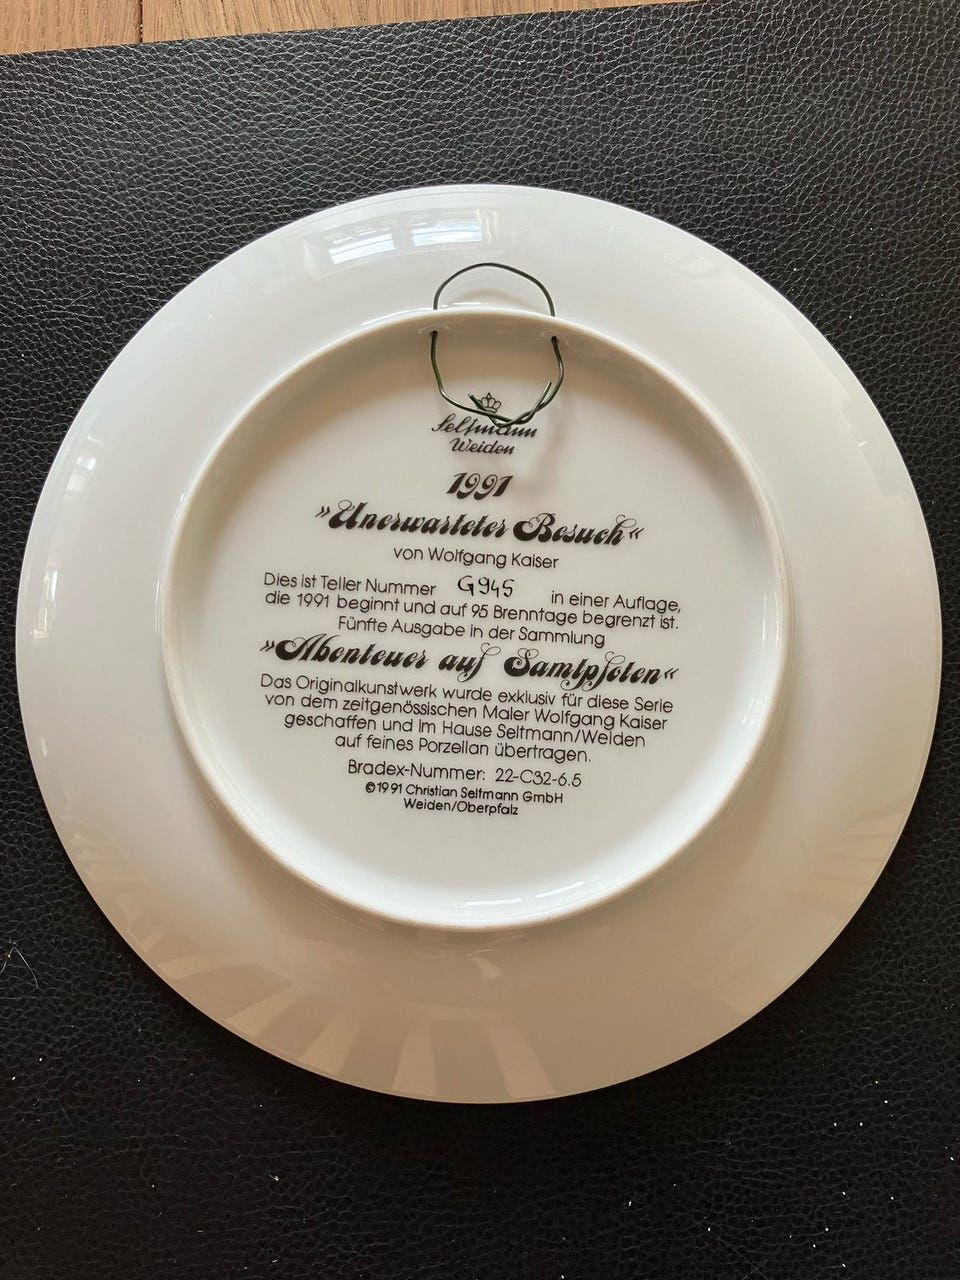 Seltmann
Weiden
1991
»Unerwarteter Besuch«
von Wolfgang Kaiser
Dies ist Teller Nummer G945 in einer Auflage,
die 1991 beginnt und auf 95 Brenntage begrenzt ist.
Fünfte Ausgabe in der Sammlung
»Abenteuer auf Samtpfoten«
Das Originalkunstwerk wurde exklusiv für diese Serie
von dem zeitgenössischen Maler Wolfgang Kaiser
geschaffen und im Hause Seltmann/Weiden
auf feines Porzellan übertragen.
Bradex-Nummer: 22-C32-6.5
©1991 Christian Seltmann GmbH
Weiden/Oberpfalz